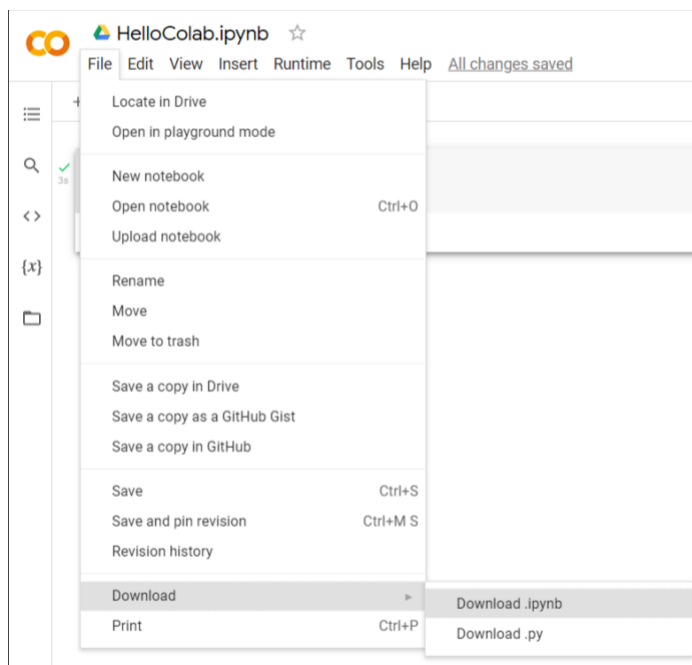 CO HelloColab.ipynb
File Edit View Insert Runtime Tools Help All changes saved
+
Locate in Drive
Open in playground mode
3s
New notebook
Open notebook Ctrl+O
Upload notebook
{x}
Rename
Move
Move to trash
Save a copy in Drive
Save a copy as a GitHub Gist
Save a copy in GitHub
Save Ctrl+S
Save and pin revision Ctrl+M S
Revision history
Download
Download .ipynb
Print Ctrl+P
Download .py